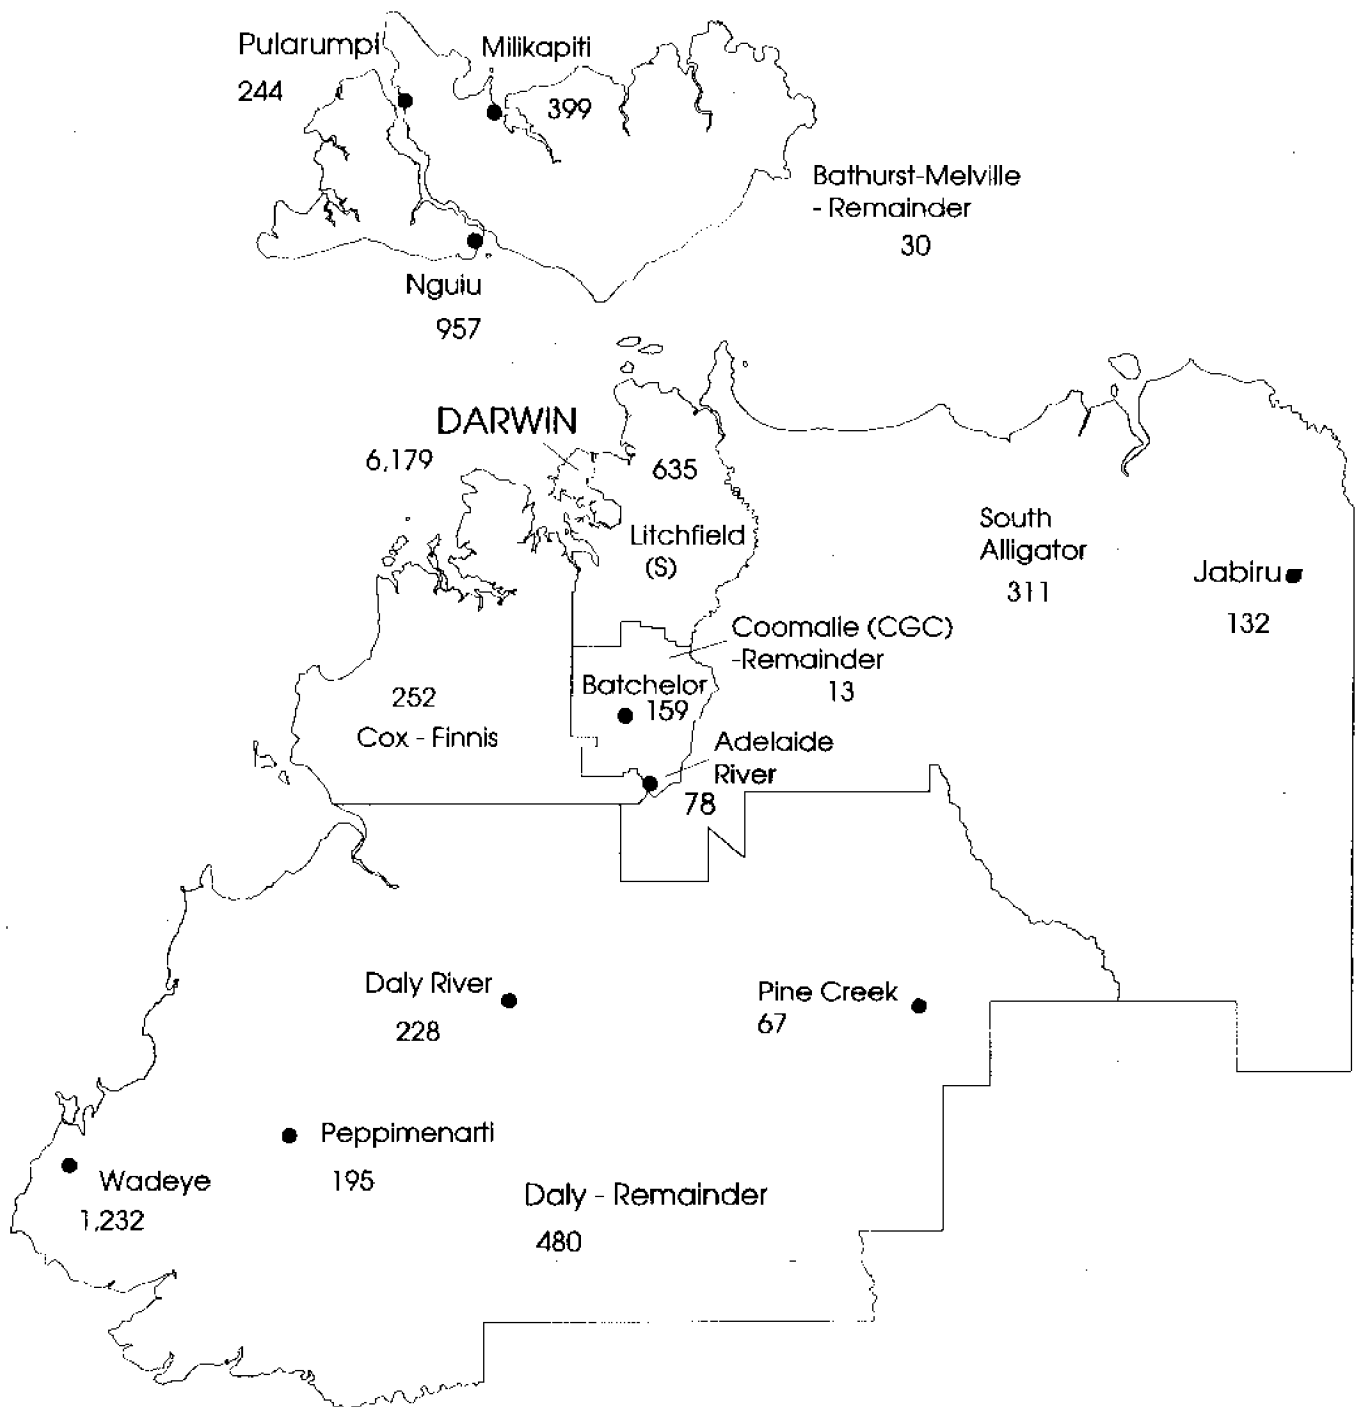 Pularumpi
244
Milikapiti
399
Bathurst-Melville
- Remainder
30
Nguiu
957
DARWIN
6,179
635
Litchfield
(S)
South
Alligator
311
Jabiru
132
Coomalie (CGC)
-Remainder
13
252
Cox - Finnis
Batchelor
159
Adelaide
River
78
Daly River
228
Pine Creek
67
Peppimenarti
195
Wadeye
1,232
Daly - Remainder
480